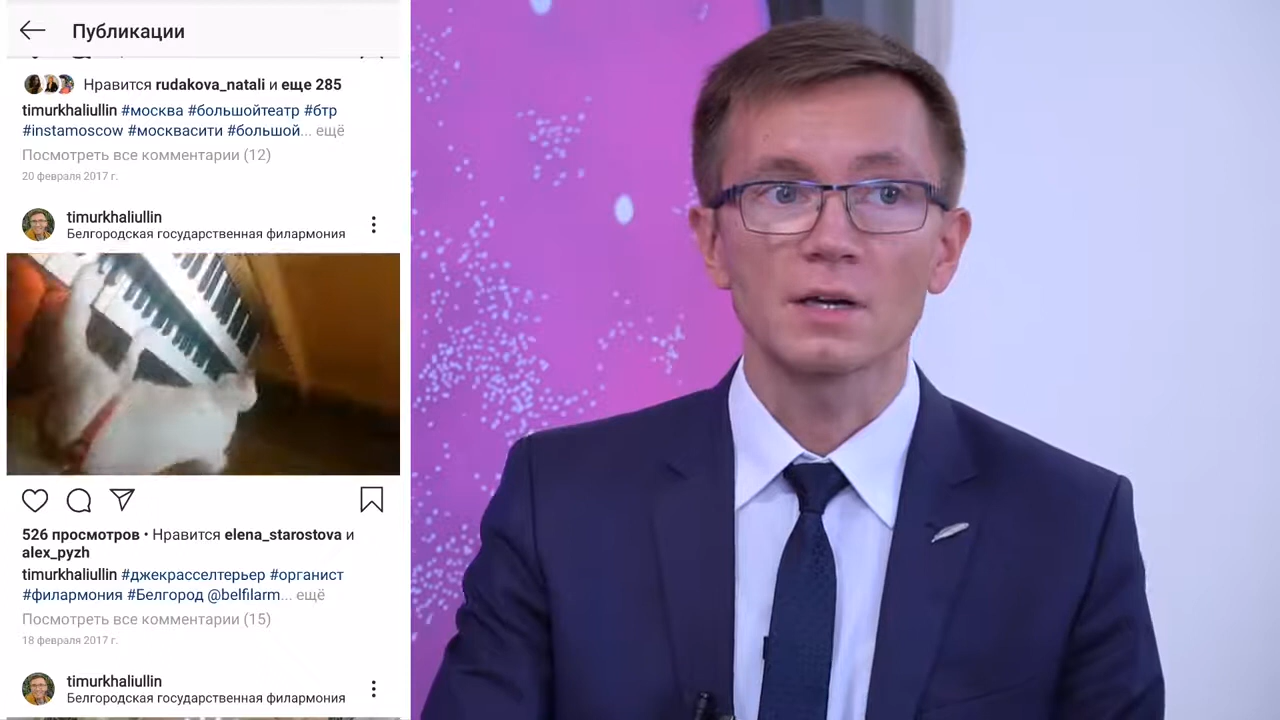 Публикации
Нравится rudakova_natali и еще 285
timurkhaliullin #москва #большойтеатр #бтр
#instamoscow #москвасити #большой... ещё
Посмотреть все комментарии (12)
20 февраля 2017 г.
timurkhaliullin
Белгородская государственная филармония
526 просмотров • Нравится elena_starostova и
alex_pyzh
timurkhaliullin #джекрасселтерьер #органист
#филармония #Белгород @belfilarm... ещё
Посмотреть все комментарии (15)
18 февраля 2017 г.
timurkhaliullin
Белгородская государственная филармония